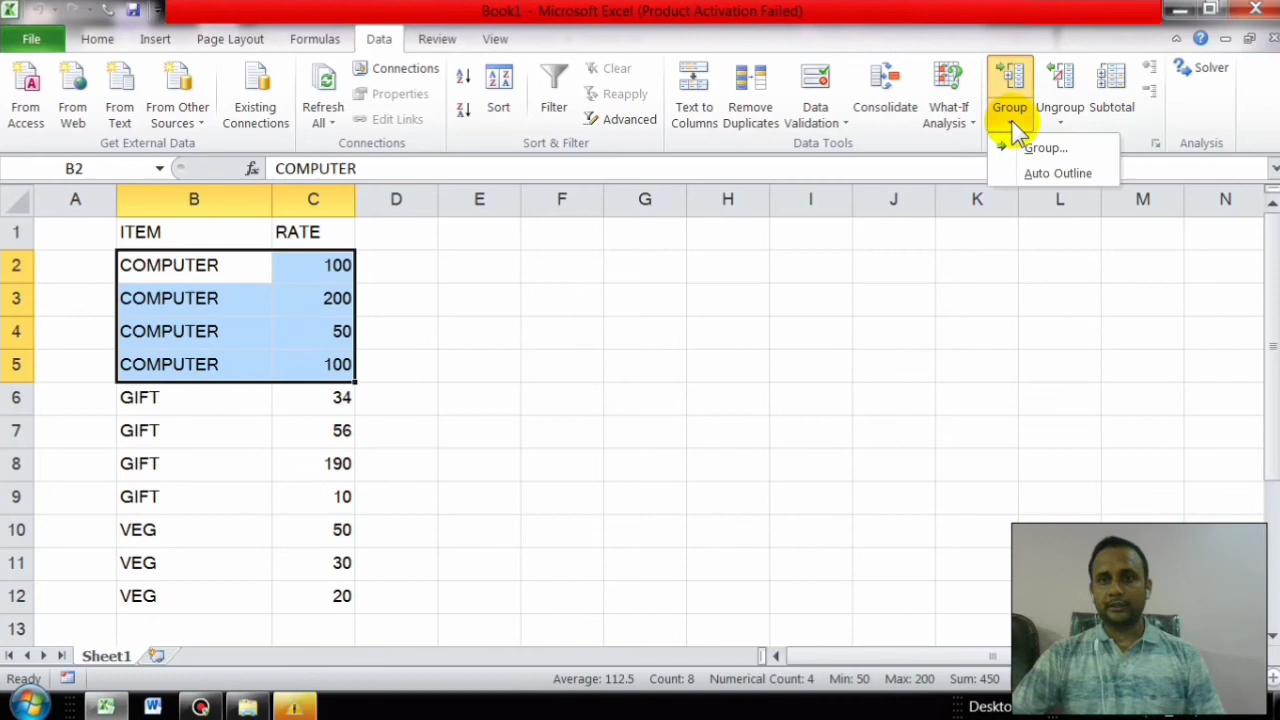 Book1 - Microsoft Excel (Product Activation Failed)
File Home Insert Page Layout Formulas Data Review View
From Access
From Web
From Text
From Other Sources
Existing Connections
Get External Data
Refresh All
Connections
Properties
Edit Links
Connections
Sort
Filter
Clear
Reapply
Advanced
Sort & Filter
Text to Columns
Remove Duplicates
Data Validation
Consolidate
What-If Analysis
Data Tools
Group
Ungroup
Subtotal
Solver
Analysis
Group...
Auto Outline
B2 fx COMPUTER
A B C D E F G H I J K L M N
1 ITEM RATE
2 COMPUTER 100
3 COMPUTER 200
4 COMPUTER 50
5 COMPUTER 100
6 GIFT 34
7 GIFT 56
8 GIFT 190
9 GIFT 10
10 VEG 50
11 VEG 30
12 VEG 20
13
Sheet1
Ready Average: 112.5 Count: 8 Numerical Count: 4 Min: 50 Max: 200 Sum: 450